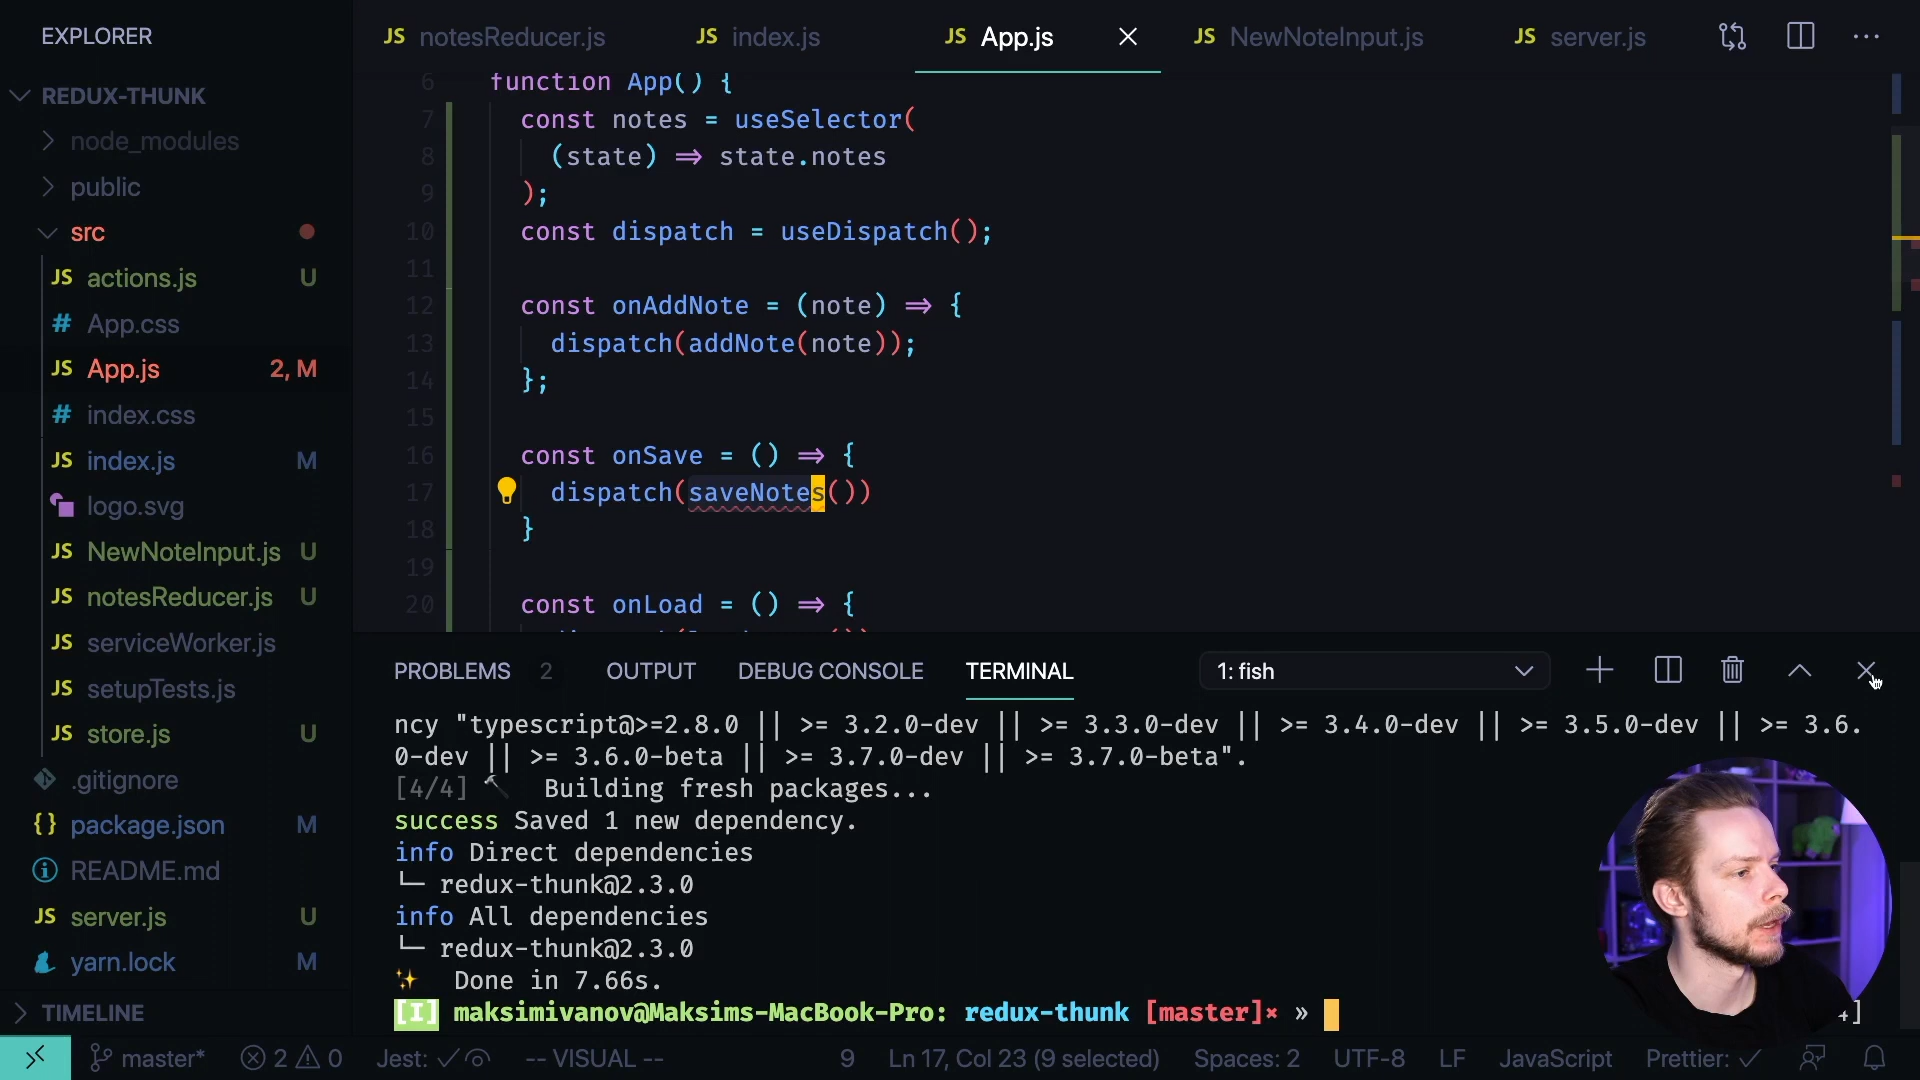 EXPLORER
REDUX-THUNK
node_modules
public
src
JS actions.js U
# App.css
JS App.js 2, M
# index.css
JS index.js M
logo.svg
JS NewNoteInput.js U
JS notesReducer.js U
JS serviceWorker.js
JS setupTests.js
JS store.js U
.gitignore
{} package.json M
README.md
JS server.js U
yarn.lock M
TIMELINE
JS notesReducer.js JS index.js JS App.js JS NewNoteInput.js JS server.js
6 function App() {
7 const notes = useSelector(
8 (state) ⇒ state.notes
9 );
10 const dispatch = useDispatch();
11
12 const onAddNote = (note) ⇒ {
13 dispatch(addNote(note));
14 };
15
16 const onSave = () ⇒ {
17 dispatch(saveNotes())
18 }
19
20 const onLoad = () ⇒ {
PROBLEMS 2 OUTPUT DEBUG CONSOLE TERMINAL 1: fish
ncy "typescript@>=2.8.0 || >= 3.2.0-dev || >= 3.3.0-dev || >= 3.4.0-dev || >= 3.5.0-dev || >= 3.6.
0-dev || >= 3.6.0-beta || >= 3.7.0-dev || >= 3.7.0-beta".
[4/4] 🔨 Building fresh packages...
success Saved 1 new dependency.
info Direct dependencies
└─ redux-thunk@2.3.0
info All dependencies
└─ redux-thunk@2.3.0
✨ Done in 7.66s.
[I] maksimivanov@Maksims-MacBook-Pro: redux-thunk [master]× »
master* 2 0 Jest: ✓ -- VISUAL -- 9 Ln 17, Col 23 (9 selected) Spaces: 2 UTF-8 LF JavaScript Prettier: ✓